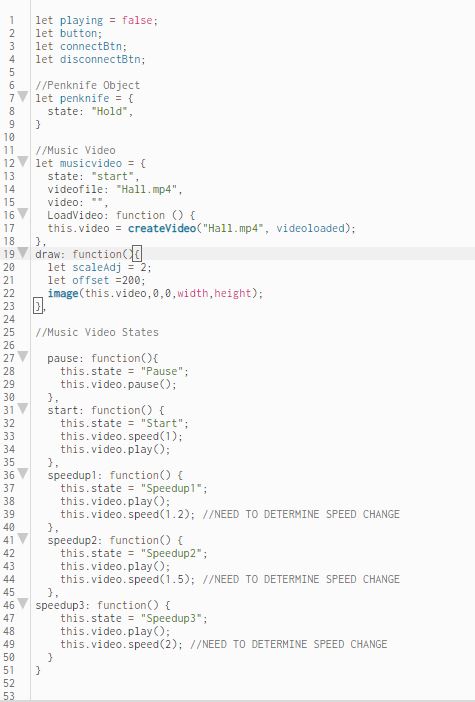 1 let playing = false;
2 let button;
3 let connectBtn;
4 let disconnectBtn;
5
6 //Penknife Object
7 let penknife = {
8 state: "Hold",
9 }
10
11 //Music Video
12 let musicvideo = {
13 state: "start",
14 videofile: "Hall.mp4",
15 video: "",
16 LoadVideo: function () {
17 this.video = createVideo("Hall.mp4", videoloaded);
18 },
19 draw: function(){
20 let scaleAdj = 2;
21 let offset =200;
22 image(this.video,0,0,width,height);
23 },
24
25 //Music Video States
26
27 pause: function(){
28 this.state = "Pause";
29 this.video.pause();
30 },
31 start: function() {
32 this.state = "Start";
33 this.video.speed(1);
34 this.video.play();
35 },
36 speedup1: function() {
37 this.state = "Speedup1";
38 this.video.play();
39 this.video.speed(1.2); //NEED TO DETERMINE SPEED CHANGE
40 },
41 speedup2: function() {
42 this.state = "Speedup2";
43 this.video.play();
44 this.video.speed(1.5); //NEED TO DETERMINE SPEED CHANGE
45 },
46 speedup3: function() {
47 this.state = "Speedup3";
48 this.video.play();
49 this.video.speed(2); //NEED TO DETERMINE SPEED CHANGE
50 }
51 }
52
53